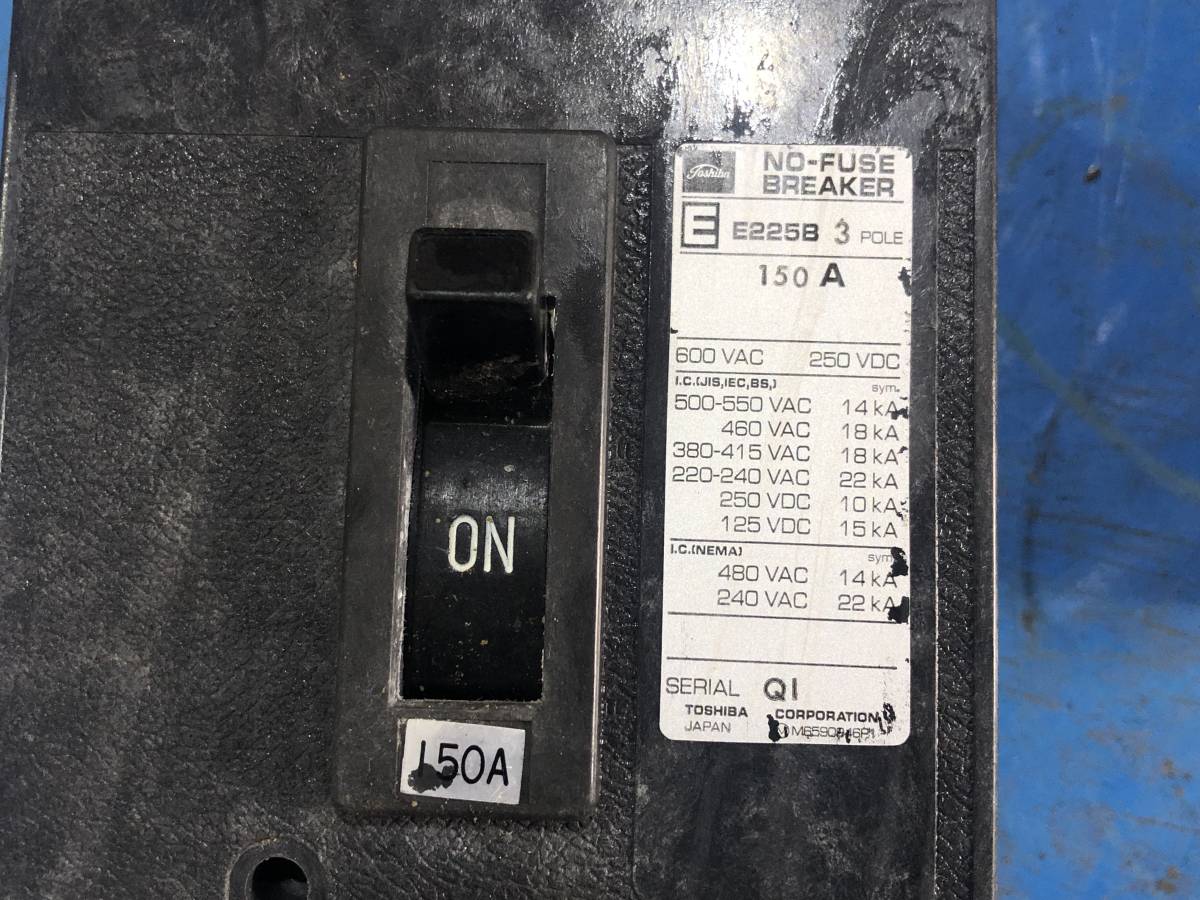 Toshiba
NO-FUSE
BREAKER
E E225B 3 POLE
150 A
600 VAC 250 VDC
I.C.(JIS,IEC,BS,) sym.
500-550 VAC 14 kA
460 VAC 18 kA
380-415 VAC 18 kA
220-240 VAC 22 kA
250 VDC 10 kA
125 VDC 15 kA
I.C.(NEMA) sym.
480 VAC 14 kA
240 VAC 22 kA
SERIAL Q1
TOSHIBA CORPORATION
JAPAN
ON
150A